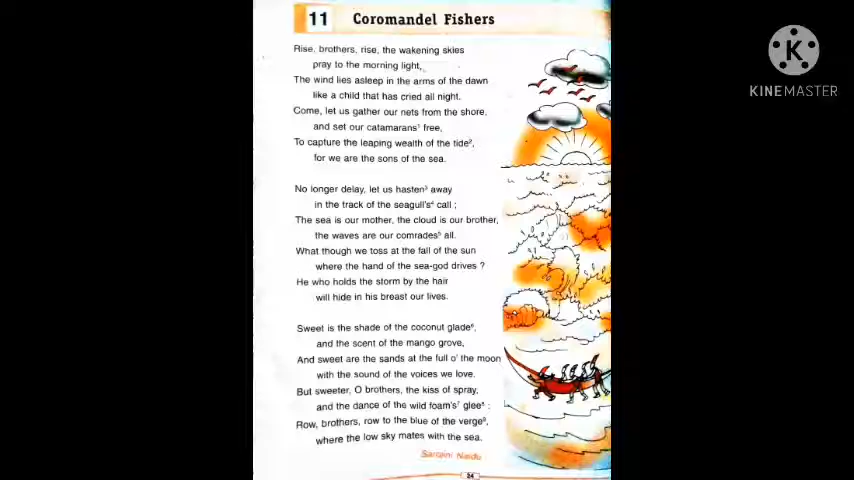 11 Coromandel Fishers
Rise, brothers, rise, the wakening skies
pray to the morning light,
The wind lies asleep in the arms of the dawn
like a child that has cried all night.
Come, let us gather our nets from the shore,
and set our catamarans¹ free,
To capture the leaping wealth of the tide²,
for we are the sons of the sea.
No longer delay, let us hasten³ away
in the track of the seagull's⁴ call ;
The sea is our mother, the cloud is our brother,
the waves are our comrades⁵ all.
What though we toss at the fall of the sun
where the hand of the sea-god drives ?
He who holds the storm by the hair
will hide in his breast our lives.
Sweet is the shade of the coconut glade⁶,
and the scent of the mango grove,
And sweet are the sands at the full o' the moon
with the sound of the voices we love.
But sweeter, O brothers, the kiss of spray,
and the dance of the wild foam's⁷ glee⁸ ;
Row, brothers, row to the blue of the verge⁹,
where the low sky mates with the sea.
Sarojini Naidu
24
K
KINEMASTER